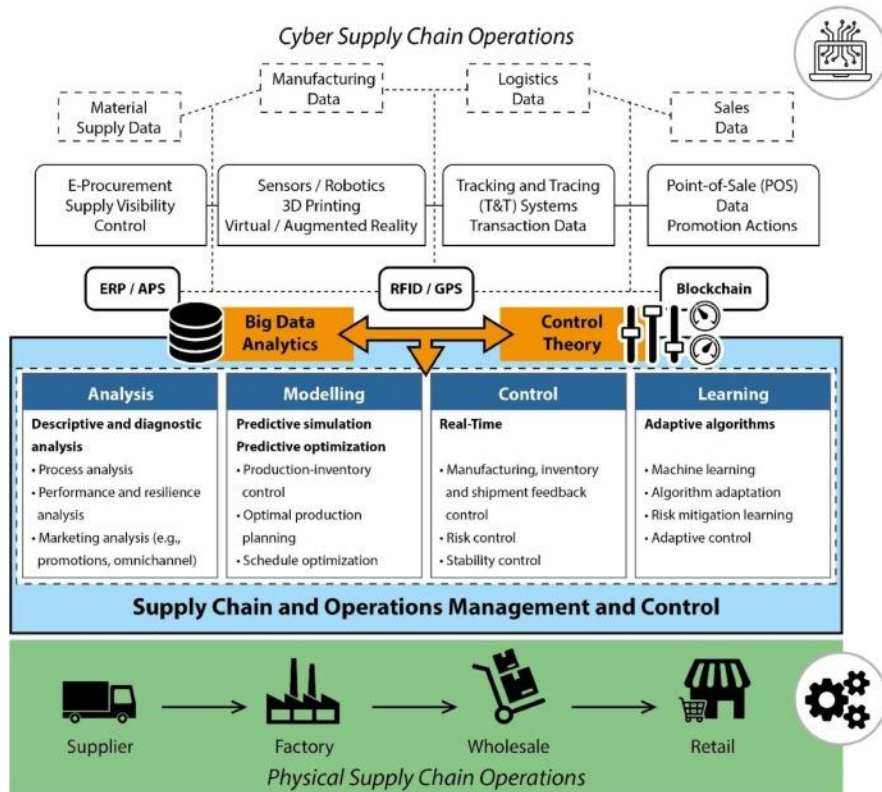 Cyber Supply Chain Operations
Material
Supply Data
Manufacturing
Data
Logistics
Data
Sales
Data
E-Procurement
Supply Visibility
Control
Sensors / Robotics
3D Printing
Virtual / Augmented Reality
Tracking and Tracing
(T&T) Systems
Transaction Data
Point-of-Sale (POS)
Data
Promotion Actions
ERP / APS
RFID / GPS
Blockchain
Big Data
Analytics
Control
Theory
Analysis
Descriptive and diagnostic
analysis
• Process analysis
• Performance and resilience
analysis
• Marketing analysis (e.g.,
promotions, omnichannel)
Modelling
Predictive simulation
Predictive optimization
• Production-inventory
control
• Optimal production
planning
• Schedule optimization
Control
Real-Time
• Manufacturing, inventory
and shipment feedback
control
• Risk control
• Stability control
Learning
Adaptive algorithms
• Machine learning
• Algorithm adaptation
• Risk mitigation learning
• Adaptive control
Supply Chain and Operations Management and Control
Supplier
Factory
Wholesale
Retail
Physical Supply Chain Operations